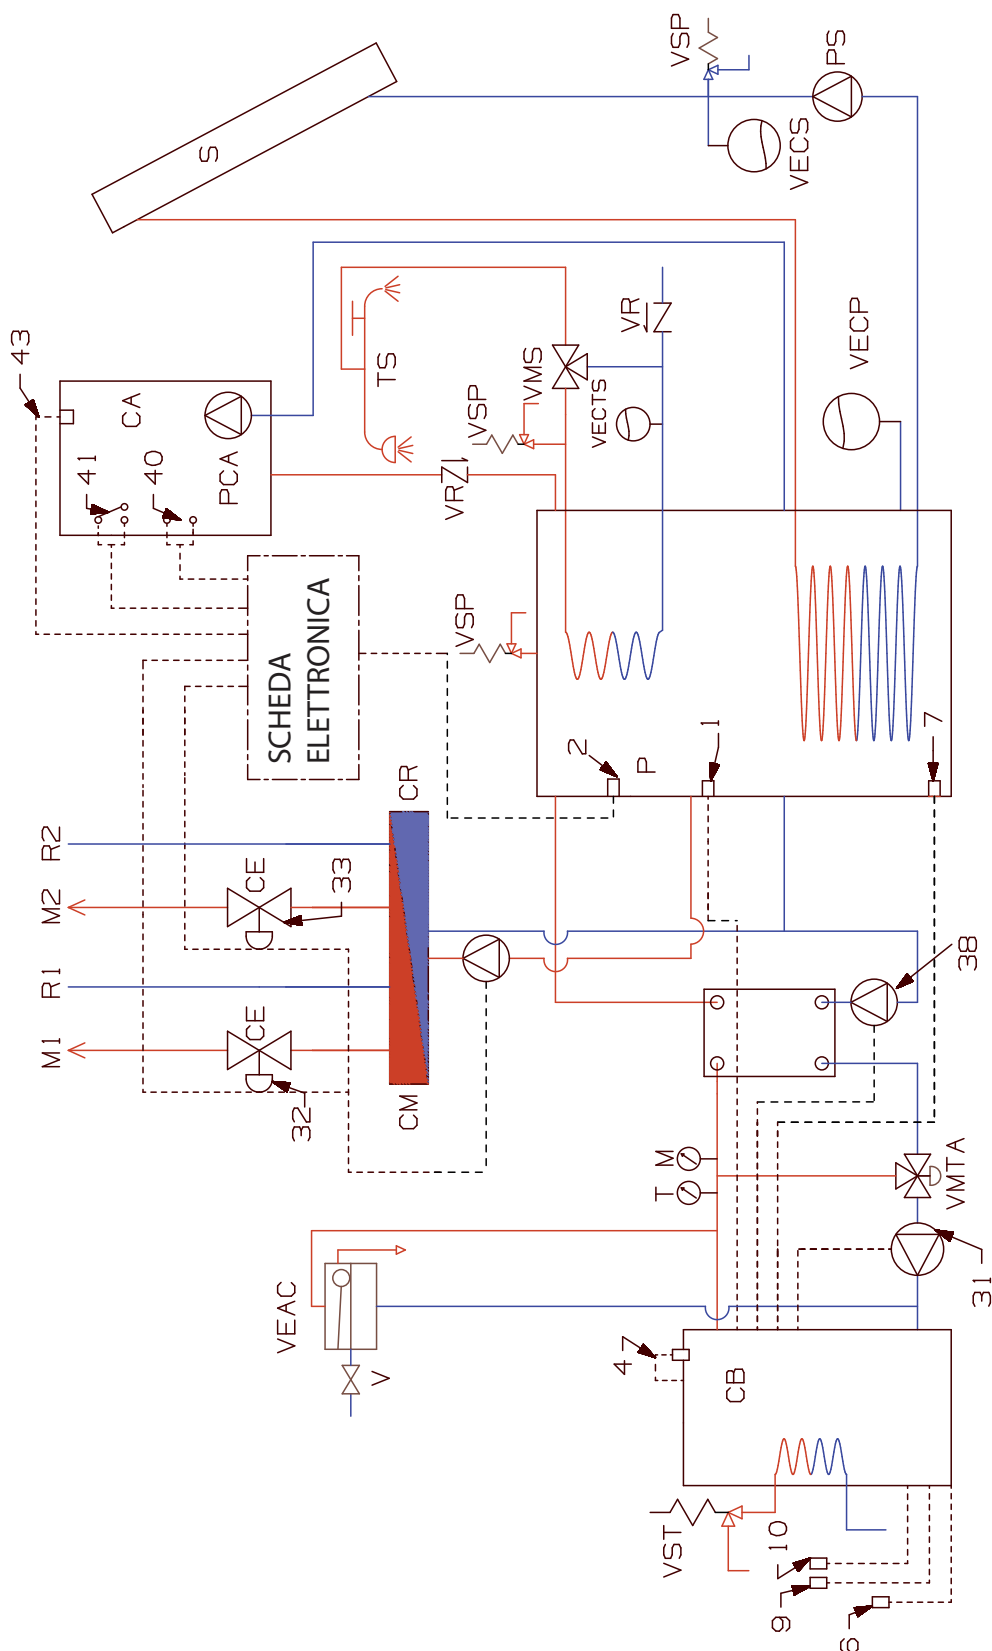 S
VSP
PS
VECS
43
CA
41
40
PCA
TS
VSP
VR
VMS
VECTS
VR
VECP
SCHEDA
ELETTRONICA
VSP
2
P
1
7
R2
M2
R1
M1
CE
33
CE
32
CR
CM
38
M
T
VMTA
31
VEAC
V
47
CB
VST
10
9
6